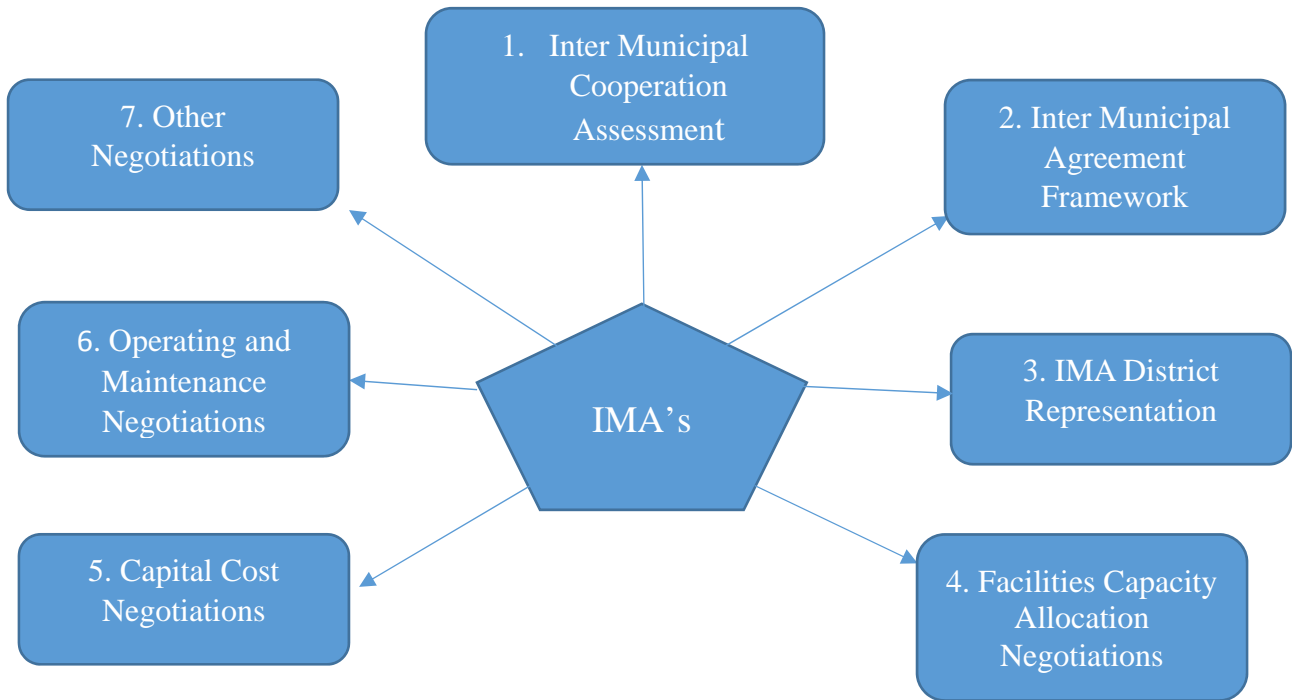 1. Inter Municipal
Cooperation
Assessment
2. Inter Municipal
Agreement
Framework
3. IMA District
Representation
4. Facilities Capacity
Allocation
Negotiations
5. Capital Cost
Negotiations
6. Operating and
Maintenance
Negotiations
7. Other
Negotiations
IMA’s